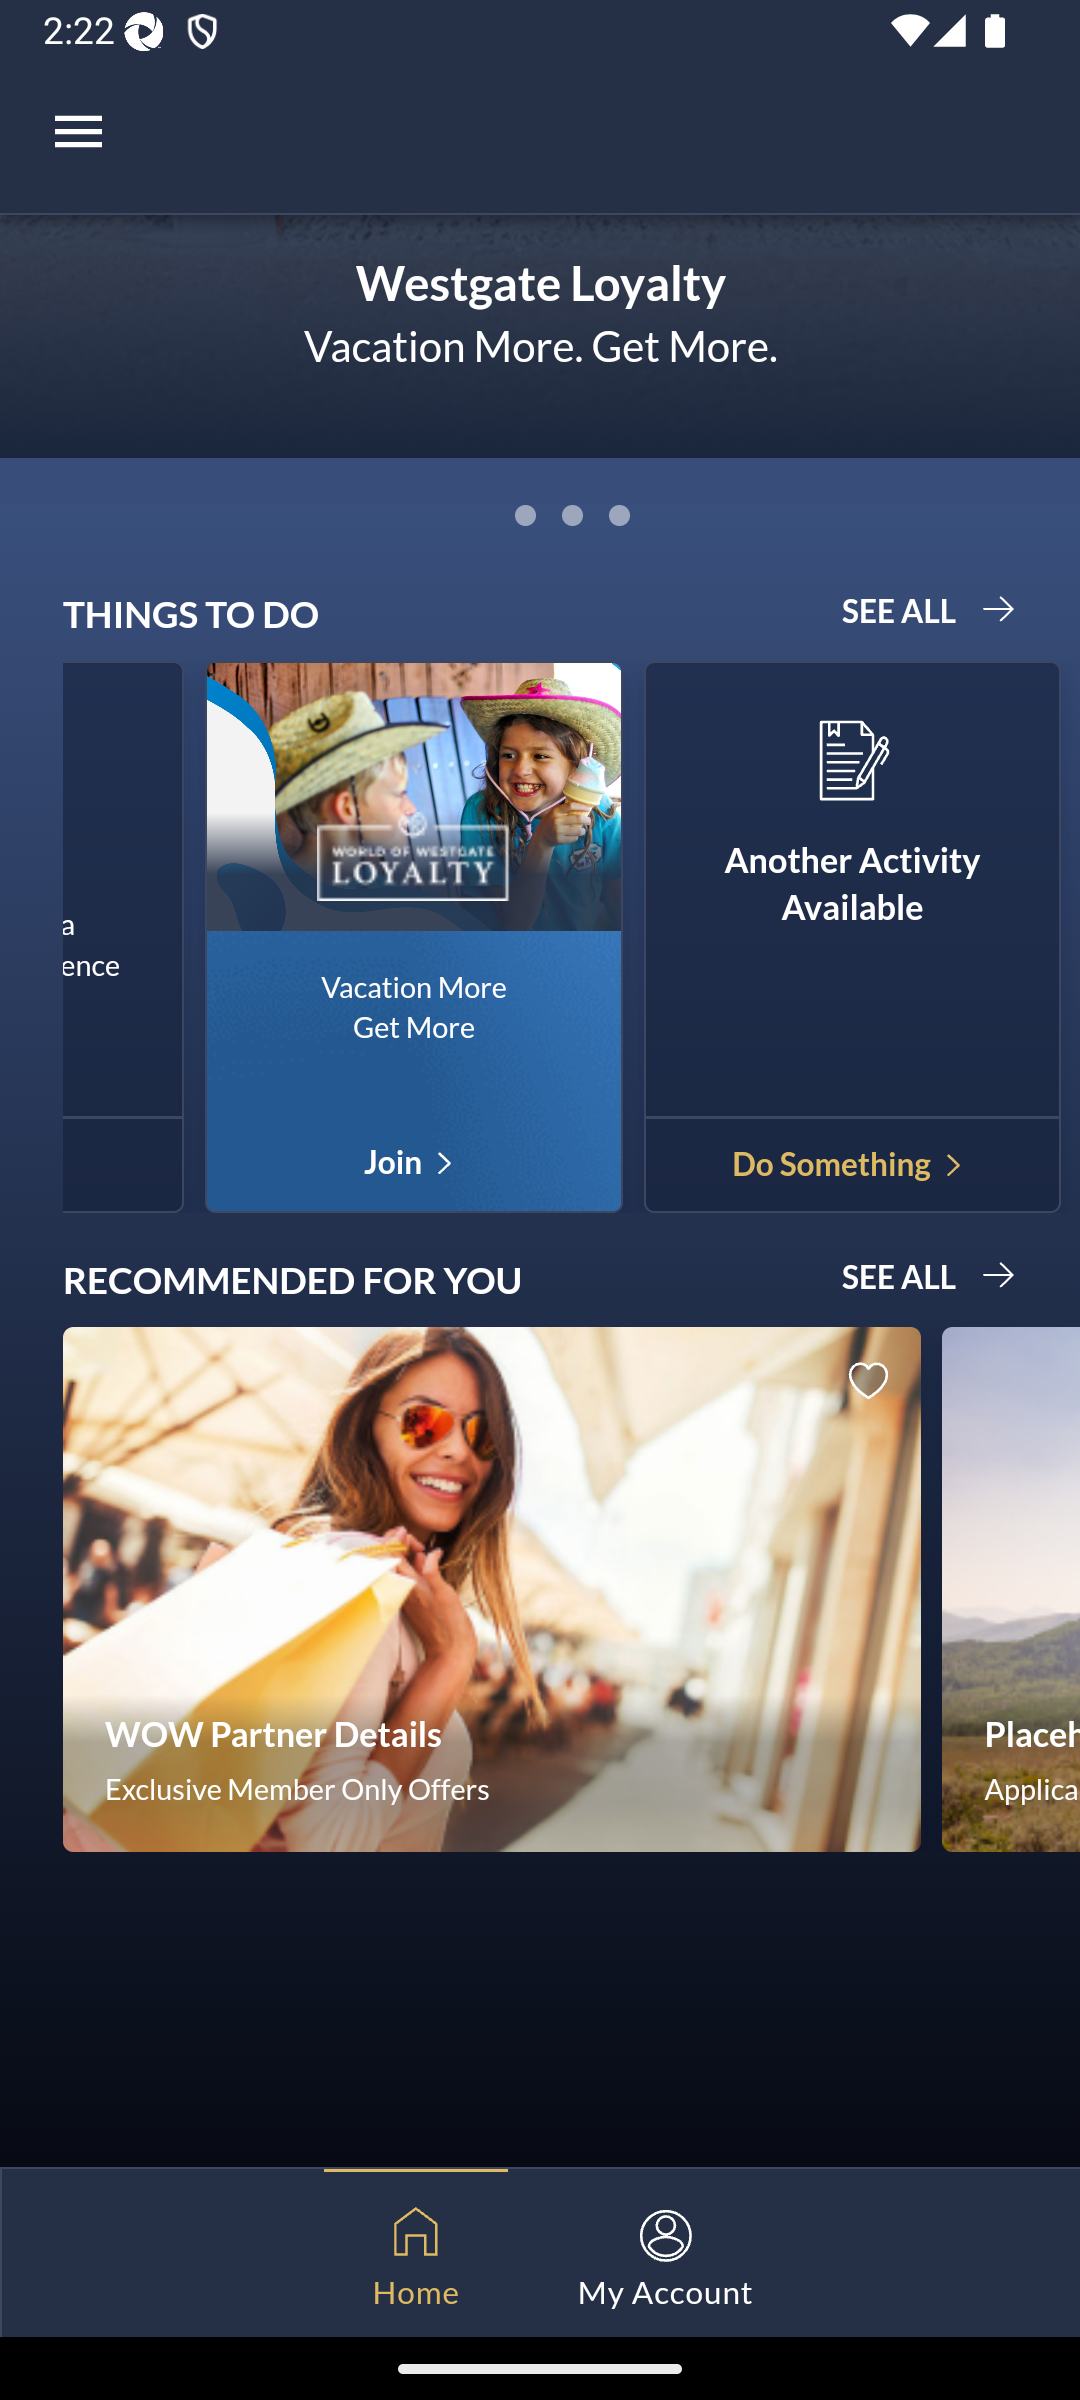 2:22
Westgate Loyalty
Vacation More. Get More.
THINGS TO DO
SEE ALL
a
ence
WORLD OF WESTGATE
LOYALTY
Vacation More
Get More
Join
Another Activity
Available
Do Something
RECOMMENDED FOR YOU
SEE ALL
WOW Partner Details
Exclusive Member Only Offers
Placeh
Applica
Home
My Account